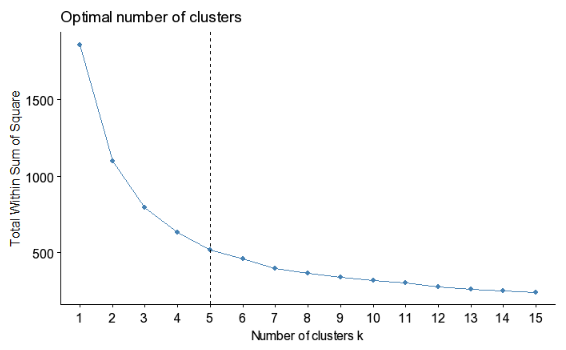 Optimal number of clusters
Total Within Sum of Square
1500
1000
500
1 2 3 4 5 6 7 8 9 10 11 12 13 14 15
Number of clusters k